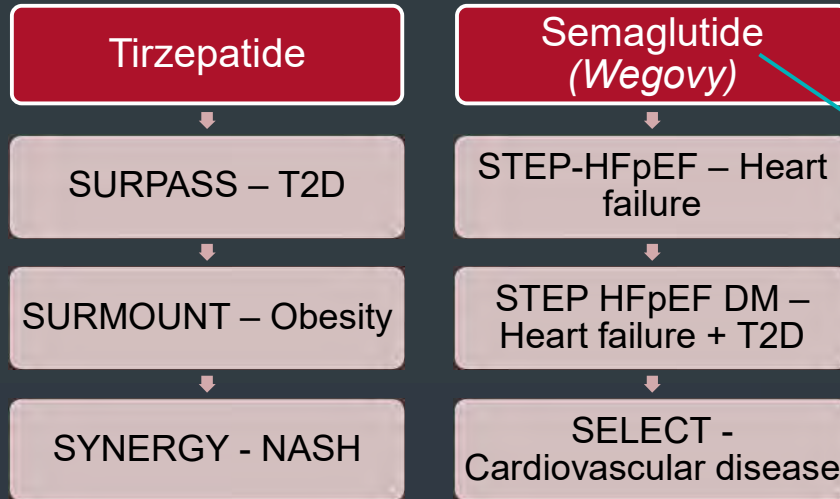 Tirzepatide
SURPASS – T2D
SURMOUNT – Obesity
SYNERGY - NASH
Semaglutide
(Wegovy)
STEP-HFpEF – Heart
failure
STEP HFpEF DM –
Heart failure + T2D
SELECT -
Cardiovascular disease